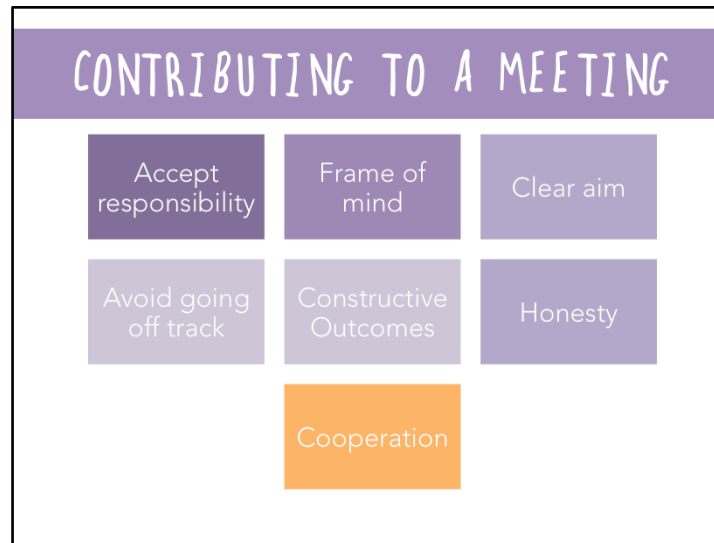 CONTRIBUTING TO A MEETING
Accept
responsibility
Frame of
mind
Clear aim
Avoid going
off track
Constructive
Outcomes
Honesty
Cooperation